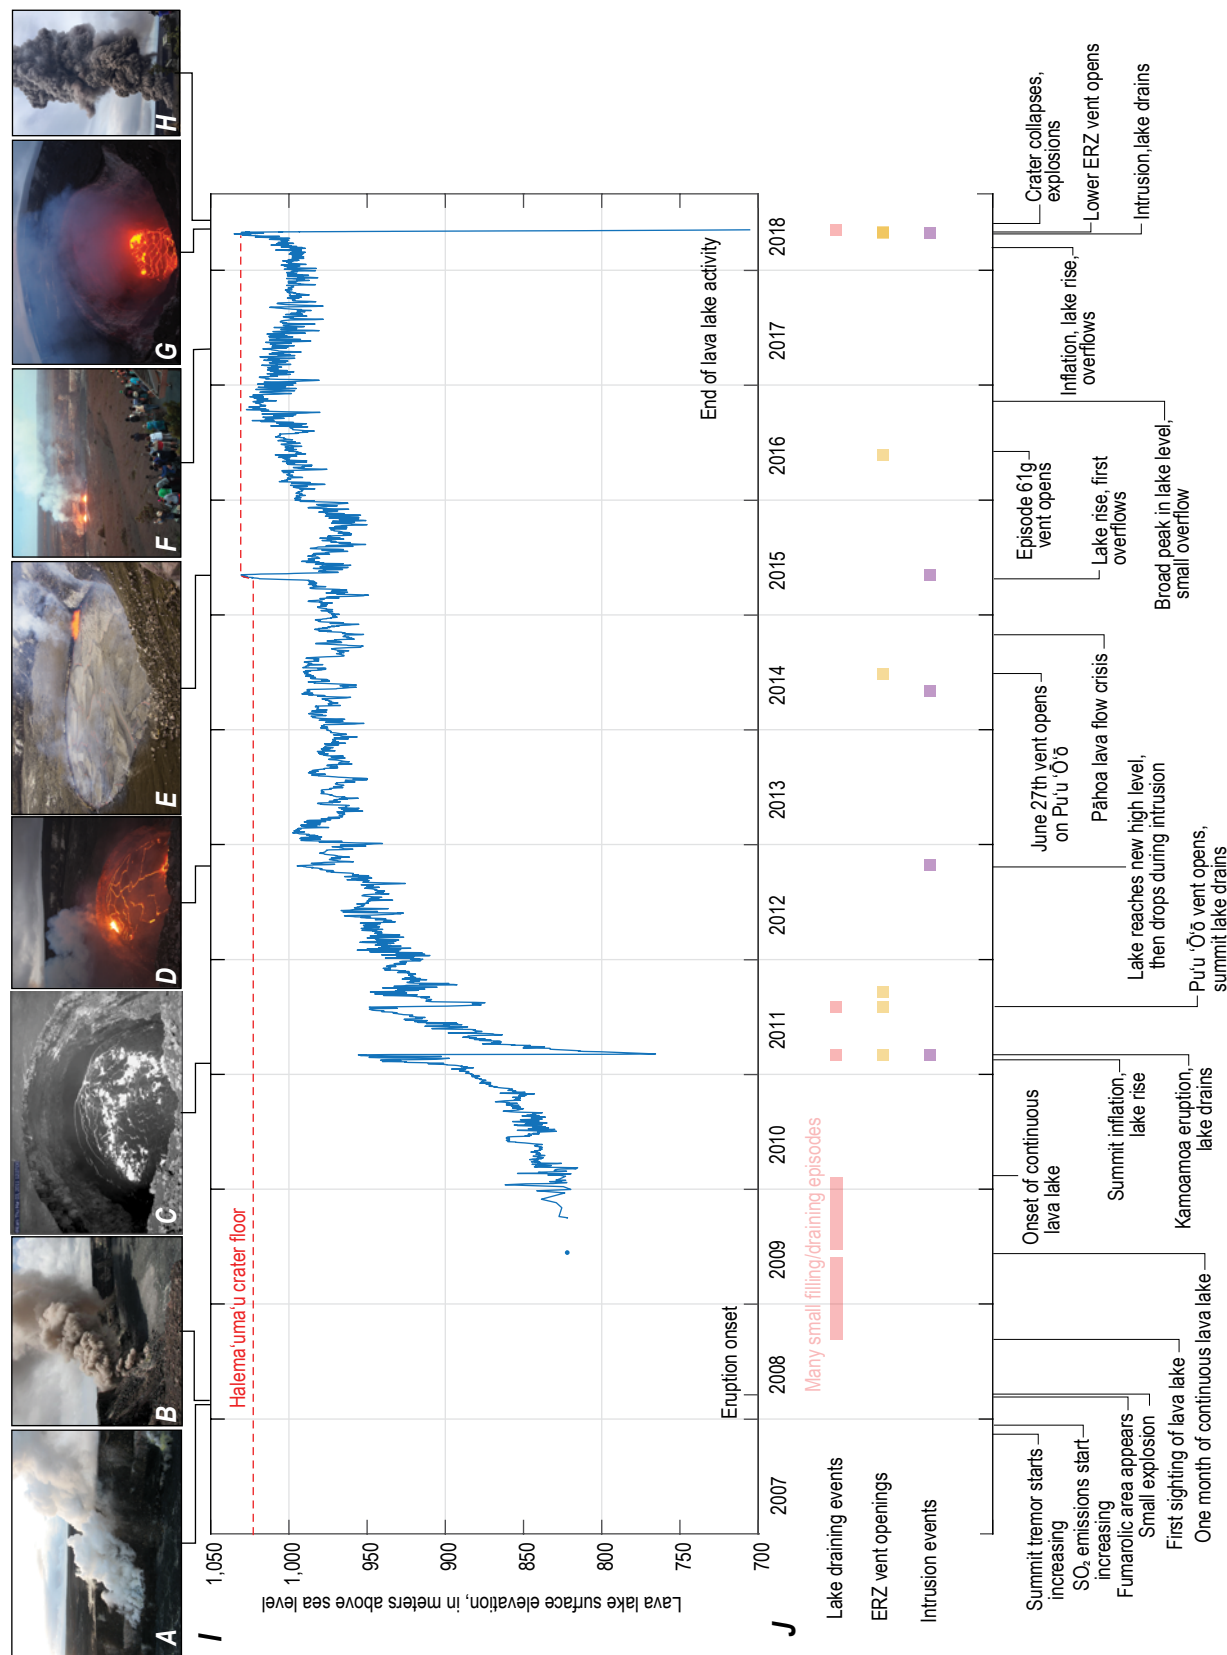 A
B
C
D
E
F
G
H
I
Lava lake surface elevation, in meters above sea level
1,050
1,000
950
900
850
800
750
700
Halemaʻumaʻu crater floor
Eruption onset
End of lava lake activity
2007
2008
2009
2010
2011
2012
2013
2014
2015
2016
2017
2018
J
Many small filling/draining episodes
Lake draining events
ERZ vent openings
Intrusion events
Summit tremor starts
increasing
SO₂ emissions start
increasing
Fumarolic area appears
Small explosion
First sighting of lava lake
One month of continuous lava lake
Onset of continuous
lava lake
Summit inflation,
lake rise
Kamoamoa eruption,
lake drains
Puʻu ʻŌʻō vent opens,
summit lake drains
Lake reaches new high level,
then drops during intrusion
June 27th vent opens
on Puʻu ʻŌʻō
Pāhoa lava flow crisis
Lake rise, first
overflows
Episode 61g
vent opens
Broad peak in lake level,
small overflow
Inflation, lake rise,
overflows
Intrusion,lake drains
Lower ERZ vent opens
Crater collapses,
explosions